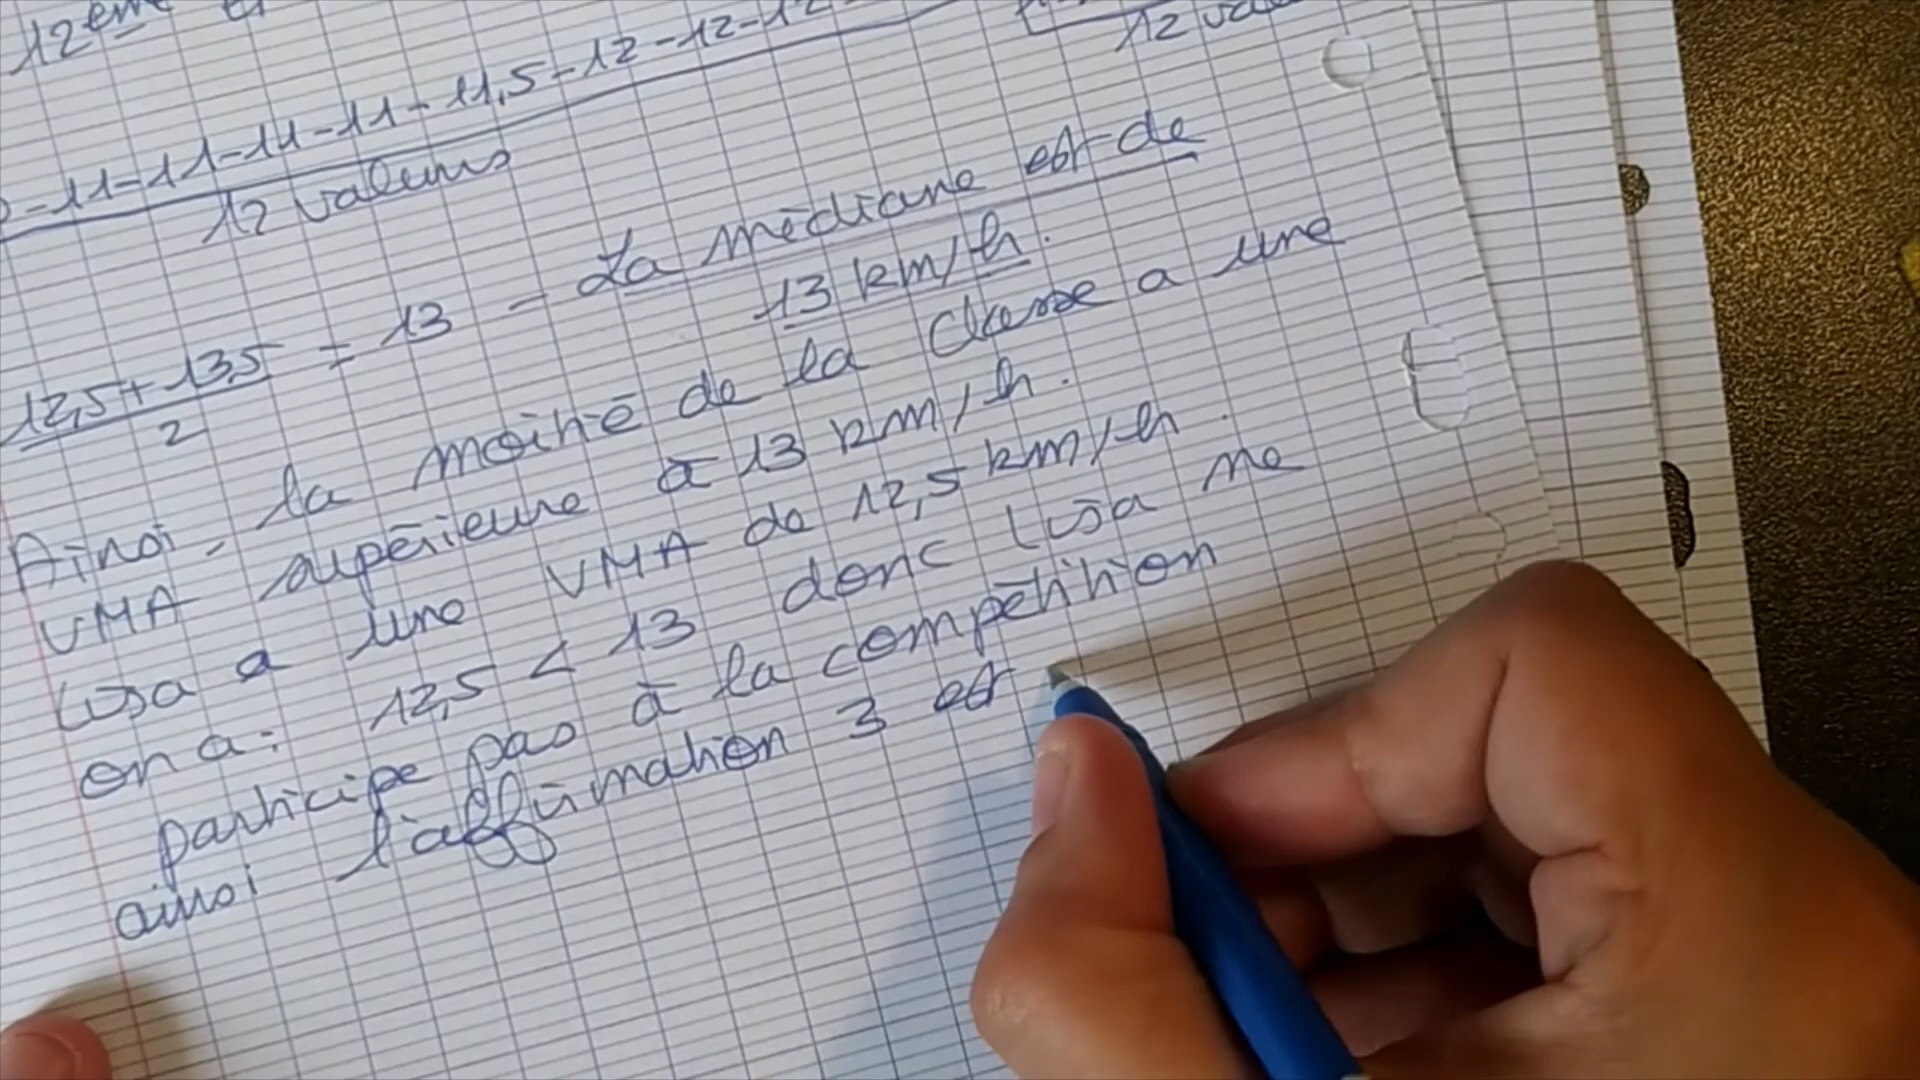 12ème et
- 11 - 11 - 11 - 11 - 11,5 - 12 - 12 - 12
12 valeurs
12 vale
12,5 + 13,5 / 2 = 13 - La médiane est de
13 km/h.
Ainsi, la moitié de la classe a une
VMA supérieure à 13 km/h.
Lisa a une VMA de 12,5 km/h.
on a : 12,5 < 13 donc Lisa ne
participe pas à la compétition
ainsi l'affirmation 3 est